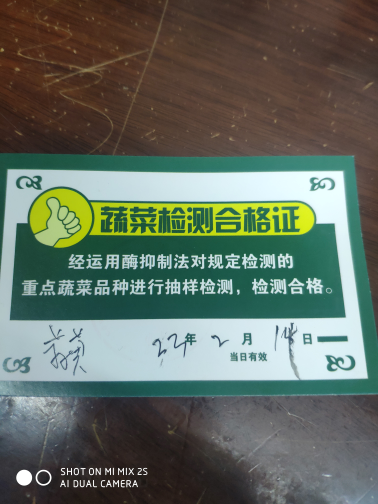 蔬菜检测合格证
经运用酶抑制法对规定检测的
重点蔬菜品种进行抽样检测，检测合格。
22年2月14日
当日有效
SHOT ON MI MIX 2S
AI DUAL CAMERA